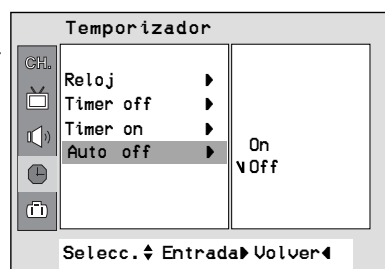 Temporizador
CH.
Reloj
Timer off
Timer on
Auto off
On
Off
Selecc. Entrada Volver